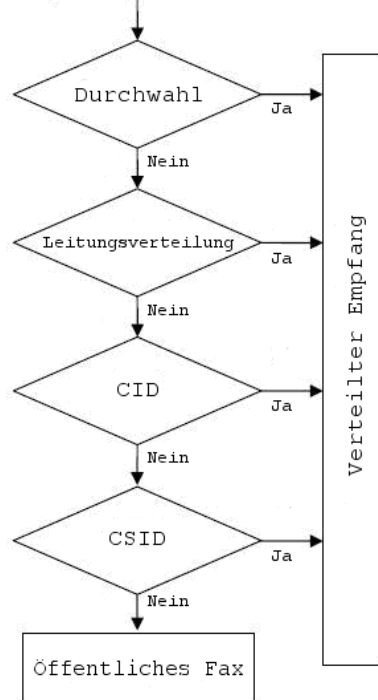 Durchwahl
Ja
Nein
Leitungsverteilung
Ja
Nein
CID
Ja
Nein
CSID
Ja
Nein
Öffentliches Fax
Verteilter Empfang